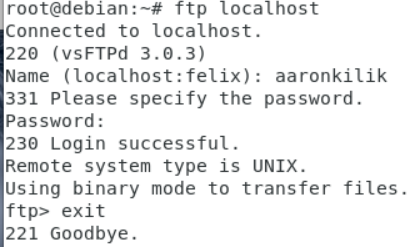 root@debian:~# ftp localhost
Connected to localhost.
220 (vsFTPd 3.0.3)
Name (localhost:felix): aaronkilik
331 Please specify the password.
Password:
230 Login successful.
Remote system type is UNIX.
Using binary mode to transfer files.
ftp> exit
221 Goodbye.